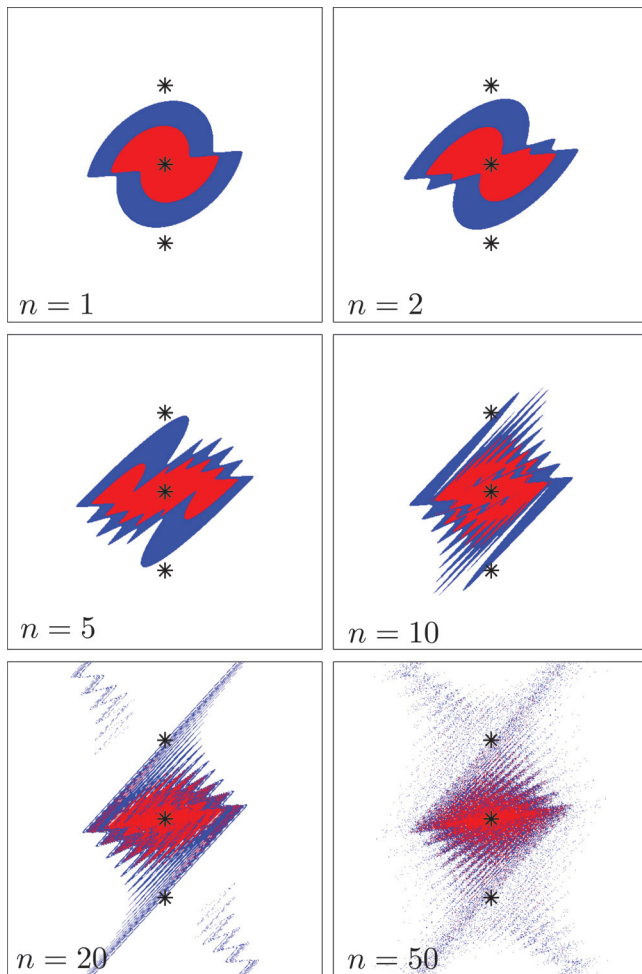 n = 1
n = 2
n = 5
n = 10
n = 20
n = 50